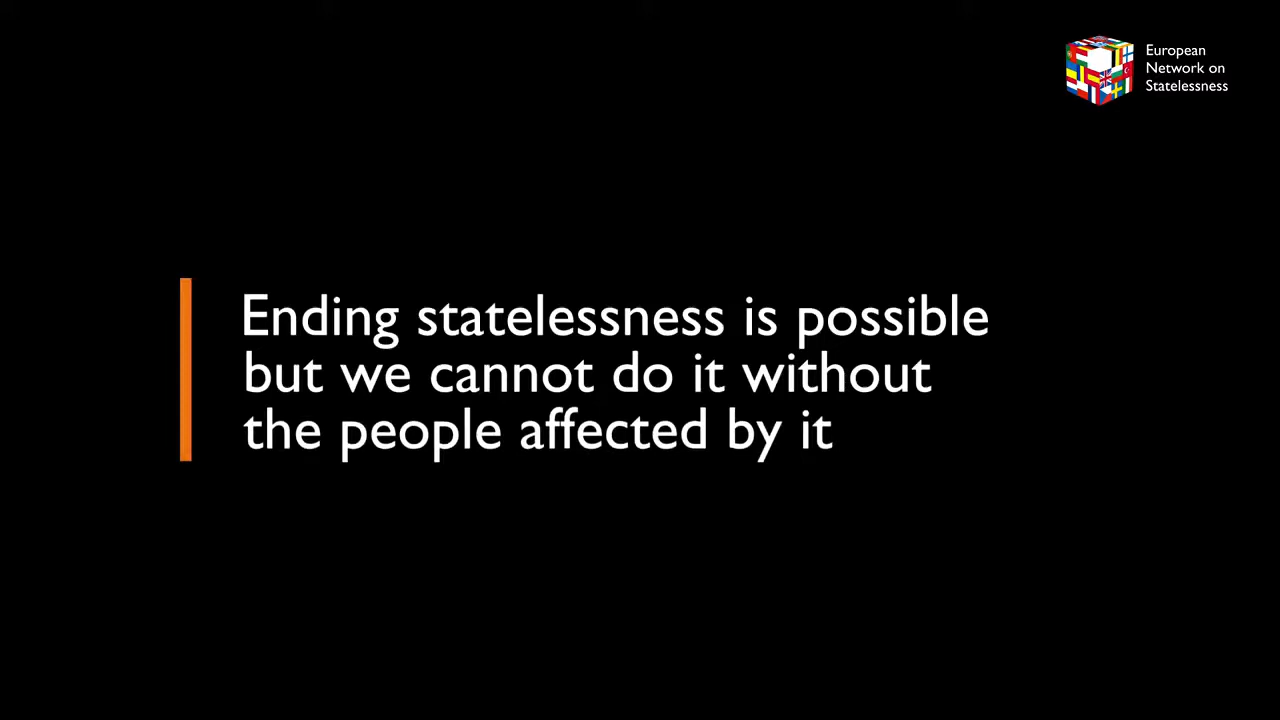 European
Network on
Statelessness
Ending statelessness is possible
but we cannot do it without
the people affected by it